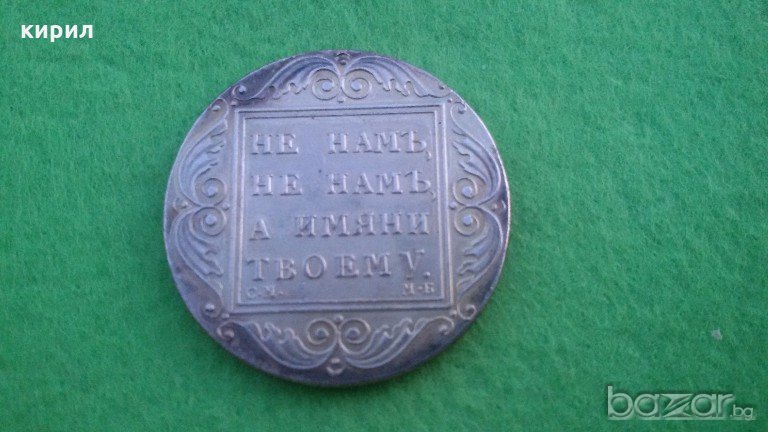 кирил
НЕ НАМЪ,
НЕ НАМЪ,
А ИМЯНИ
ТВОЕМУ.
С.М. М-Б
bazar.bg